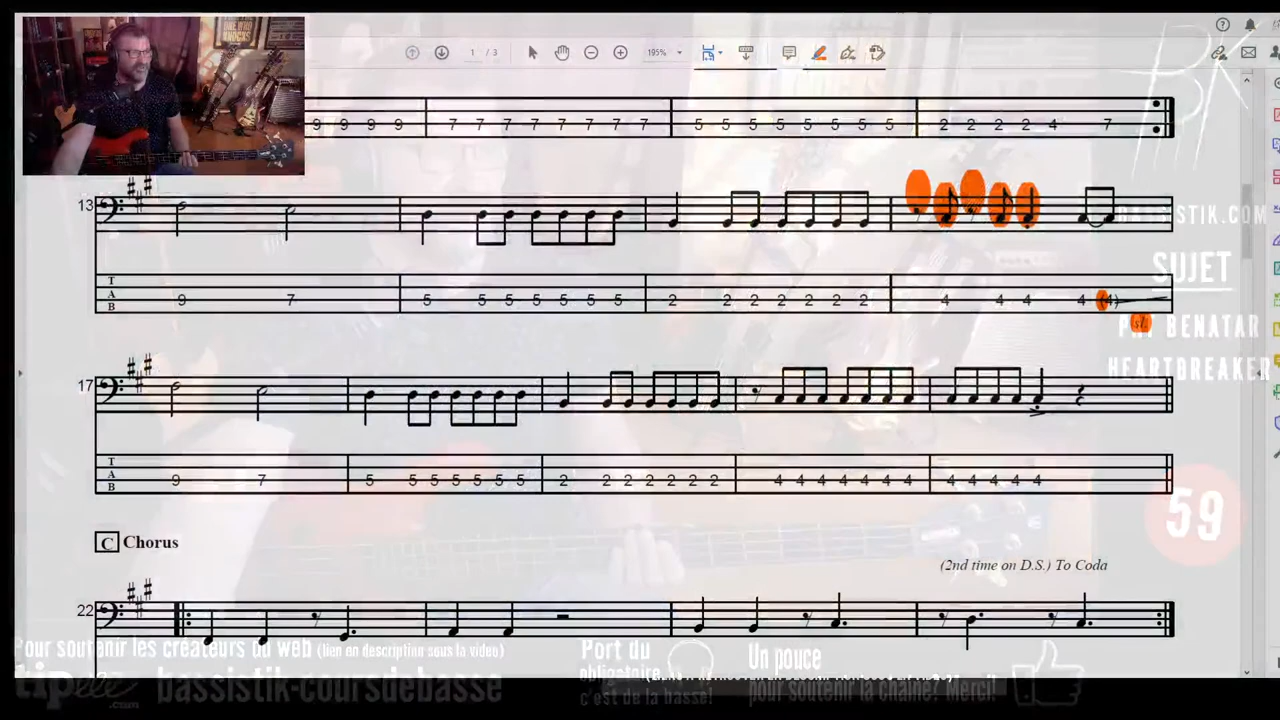 1 / 3 195%
9 9 9 9 7 7 7 7 7 7 7 7 5 5 5 5 5 5 5 5 2 2 2 2 4 7
13
BASSISTIK.COM
SUJET
T A B 9 7 5 5 5 5 5 5 5 2 2 2 2 2 2 2 4 4 4 4 (4)
sl.
PAT BENATAR
HEARTBREAKER
17
T A B 9 7 5 5 5 5 5 5 5 2 2 2 2 2 2 2 4 4 4 4 4 4 4 4 4 4 4 4
59
C Chorus
(2nd time on D.S.) To Coda
22
Pour soutenir les créateurs du web (lien en description sous la video)
tipeee.com
bassistik-coursdebasse
Port du
obligatoire
c'est de la basse!
Un pouce
pour soutenir la chaine? Merci!